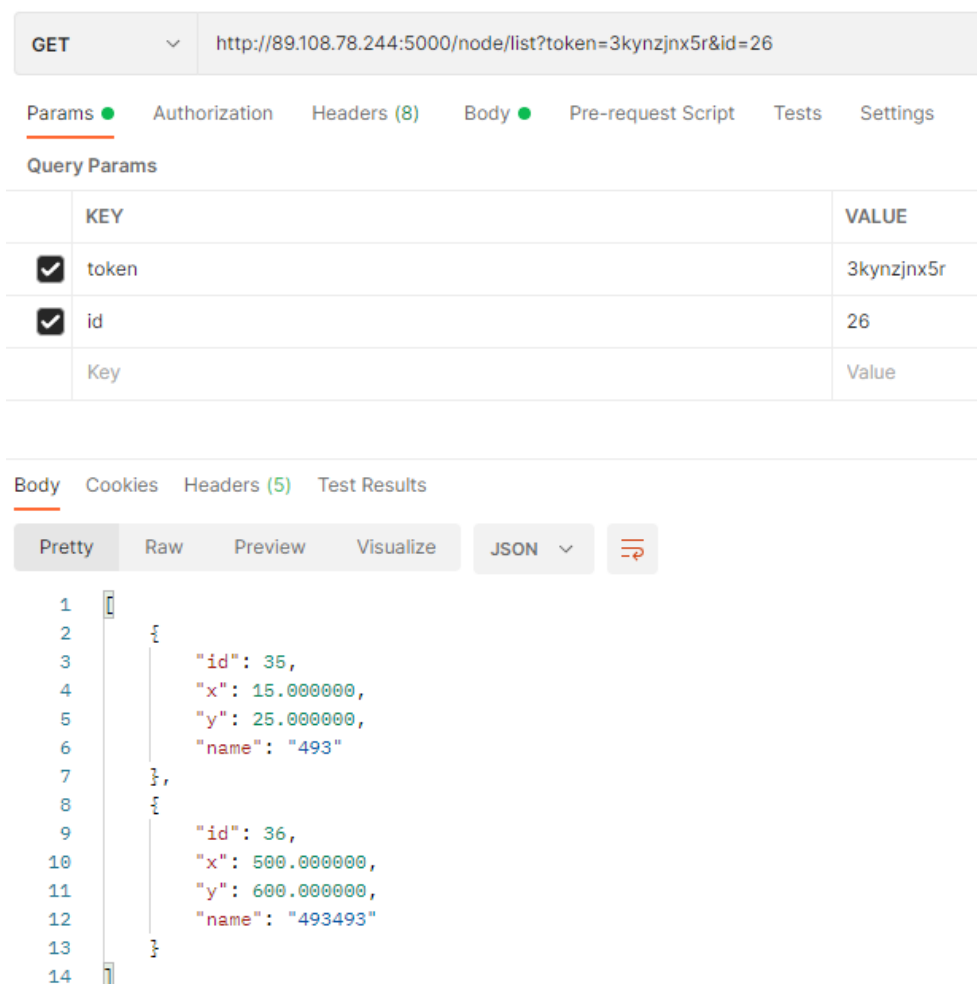 GET http://89.108.78.244:5000/node/list?token=3kynzjnx5r&id=26
Params Authorization Headers (8) Body Pre-request Script Tests Settings
Query Params
KEY VALUE
token 3kynzjnx5r
id 26
Key Value
Body Cookies Headers (5) Test Results
Pretty Raw Preview Visualize JSON
1 [
2 {
3 "id": 35,
4 "x": 15.000000,
5 "y": 25.000000,
6 "name": "493"
7 },
8 {
9 "id": 36,
10 "x": 500.000000,
11 "y": 600.000000,
12 "name": "493493"
13 }
14 ]